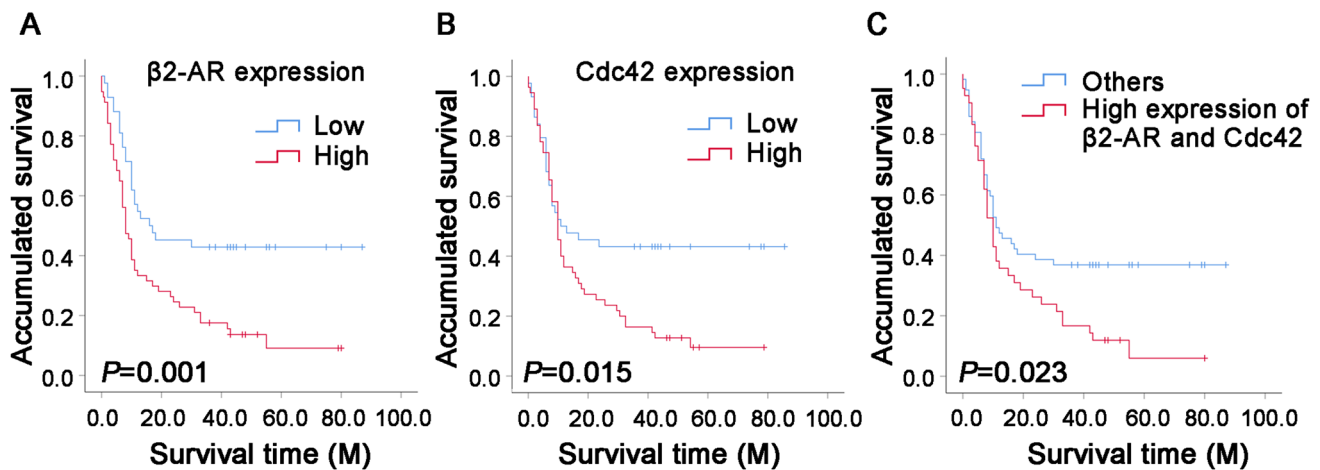 A
β2-AR expression
Low
High
Accumulated survival
1.0
0.8
0.6
0.4
0.2
0.0
P=0.001
0.0 20.0 40.0 60.0 80.0 100.0
Survival time (M)
B
Cdc42 expression
Low
High
Accumulated survival
1.0
0.8
0.6
0.4
0.2
0.0
P=0.015
0.0 20.0 40.0 60.0 80.0 100.0
Survival time (M)
C
Others
High expression of
β2-AR and Cdc42
Accumulated survival
1.0
0.8
0.6
0.4
0.2
0.0
P=0.023
0.0 20.0 40.0 60.0 80.0 100.0
Survival time (M)